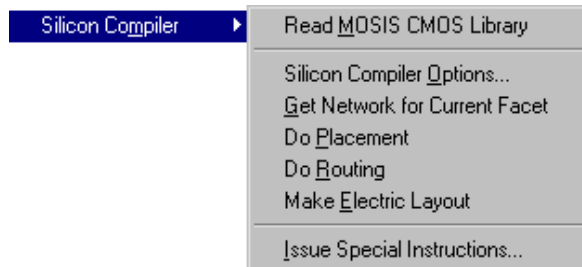 Silicon Compiler
Read MOSIS CMOS Library
Silicon Compiler Options...
Get Network for Current Facet
Do Placement
Do Routing
Make Electric Layout
Issue Special Instructions...